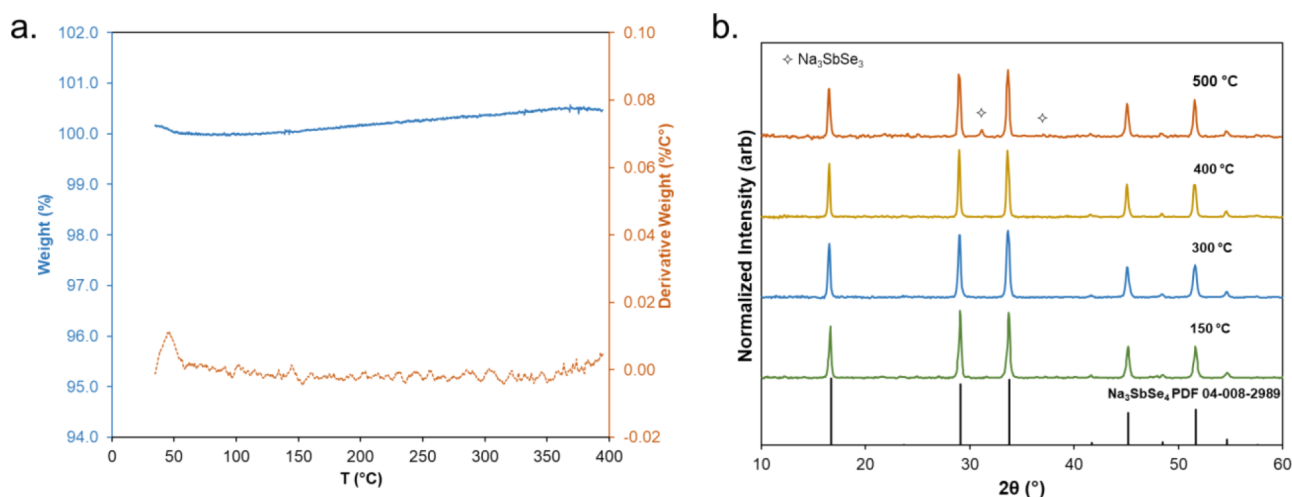 a.
102.0
101.0
100.0
99.0
98.0
97.0
96.0
95.0
94.0
Weight (%)
0.10
0.08
0.06
0.04
0.02
0.00
-0.02
Derivative Weight (%/C°)
0 50 100 150 200 250 300 350 400
T (°C)
b.
✧ Na₃SbSe₃
500 °C
400 °C
300 °C
150 °C
Na₃SbSe₄ PDF 04-008-2989
Normalized Intensity (arb)
10 20 30 40 50 60
2θ (°)